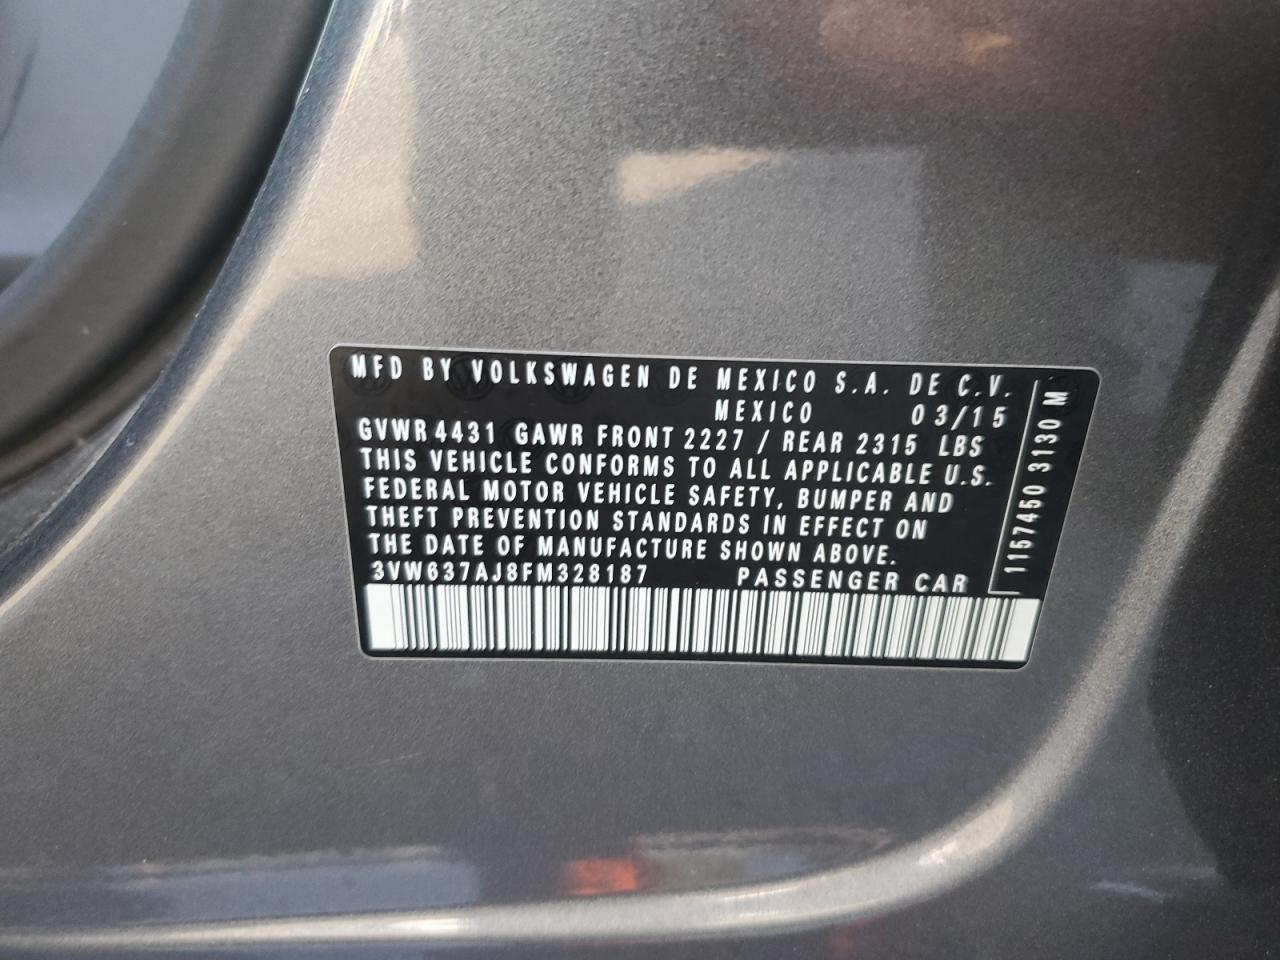 MFD BY VOLKSWAGEN DE MEXICO S.A. DE C.V.
MEXICO 03/15
GVWR 4431 GAWR FRONT 2227 / REAR 2315 LBS
THIS VEHICLE CONFORMS TO ALL APPLICABLE U.S.
FEDERAL MOTOR VEHICLE SAFETY, BUMPER AND
THEFT PREVENTION STANDARDS IN EFFECT ON
THE DATE OF MANUFACTURE SHOWN ABOVE.
3VW637AJ8FM328187 PASSENGER CAR
1157450 3130 M